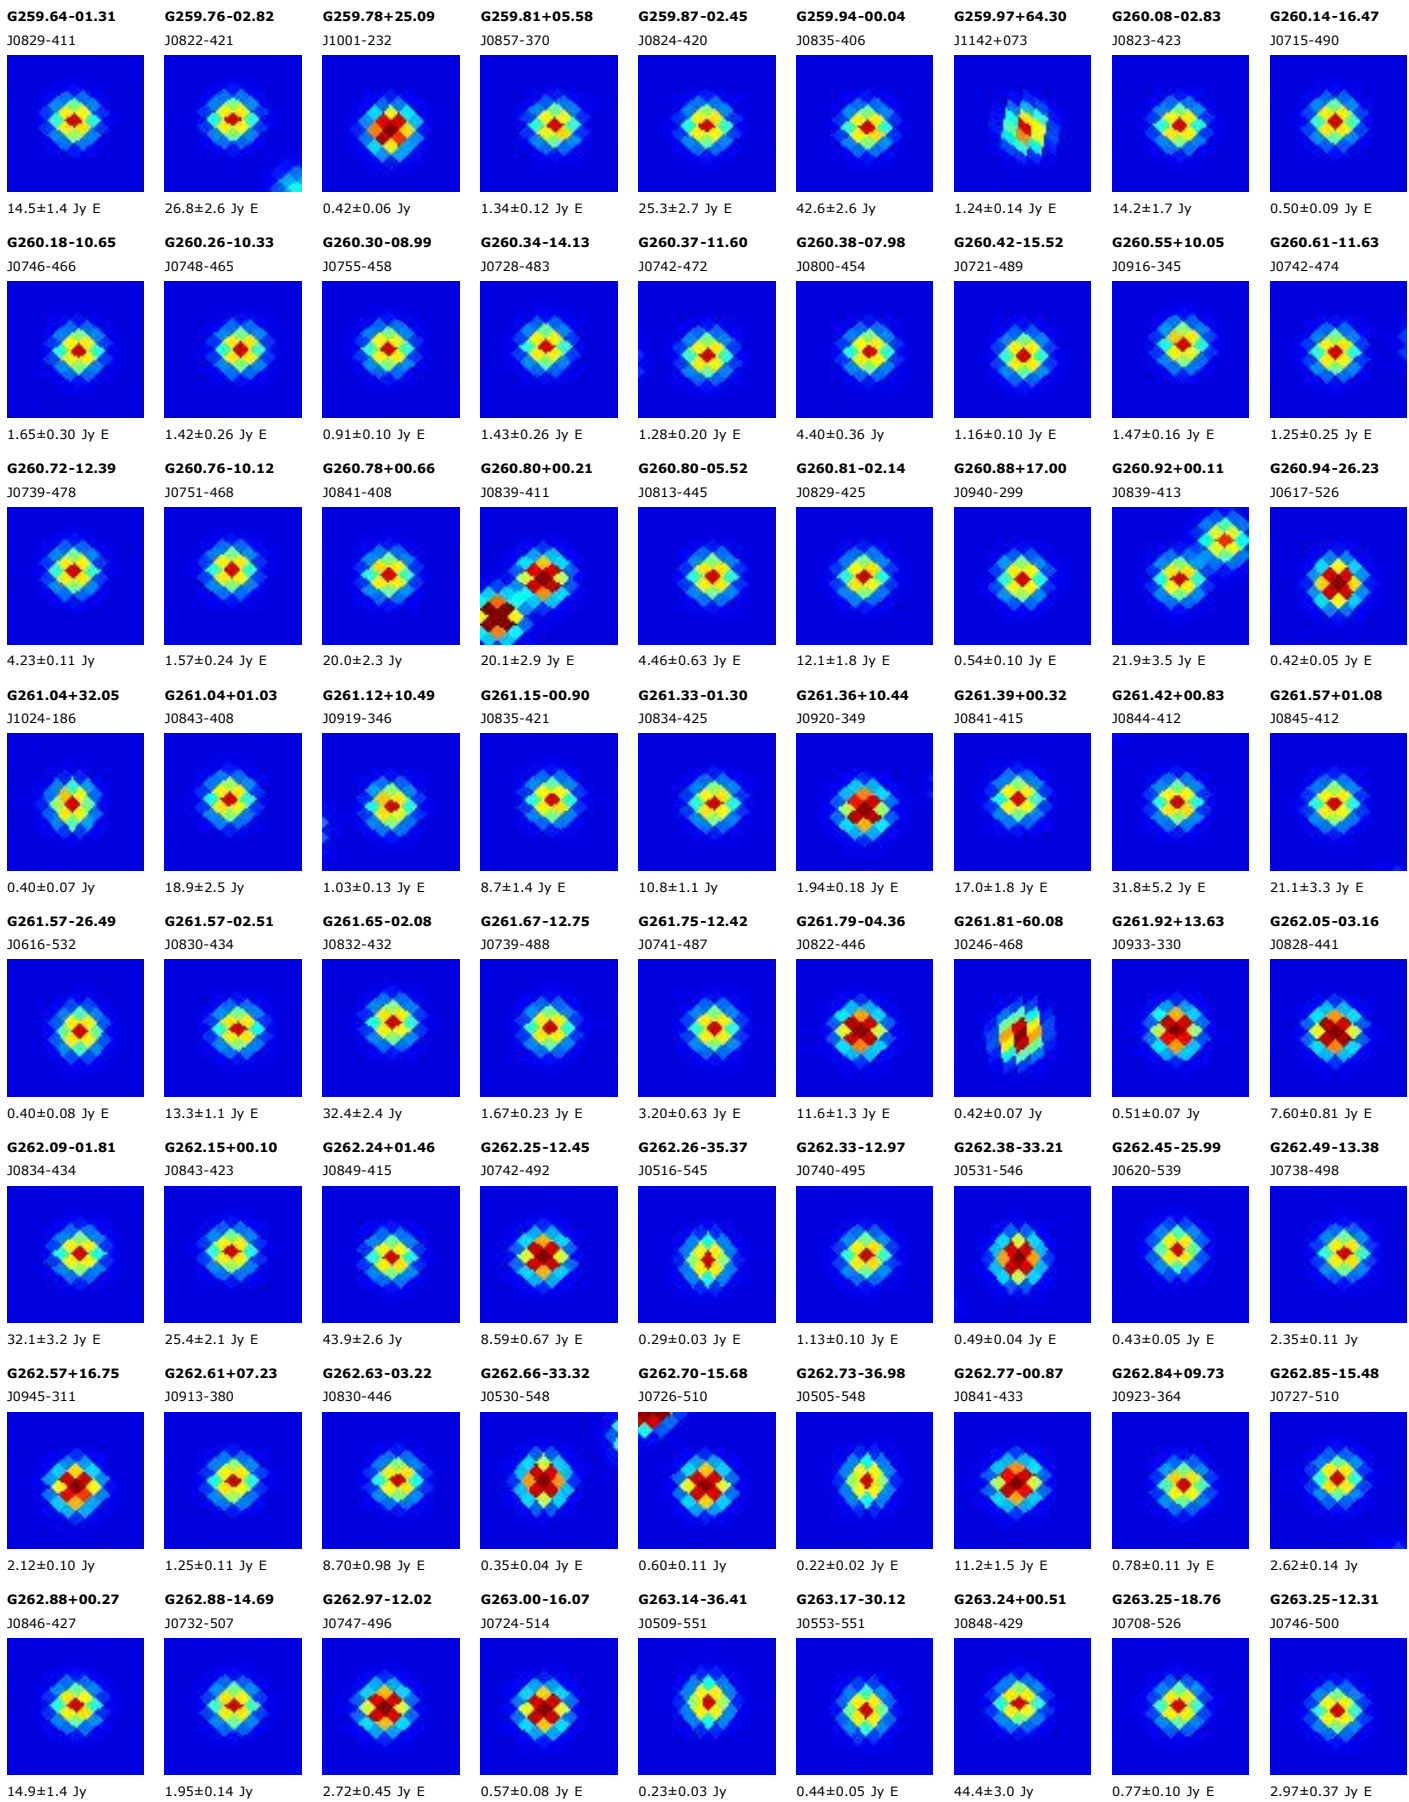 G259.64-01.31 G259.76-02.82 G259.78+25.09 G259.81+05.58 G259.87-02.45 G259.94-00.04 G259.97+64.30 G260.08-02.83 G260.14-16.47
J0829-411 J0822-421 J1001-232 J0857-370 J0824-420 J0835-406 J1142+073 J0823-423 J0715-490
14.5±1.4 Jy E 26.8±2.6 Jy E 0.42±0.06 Jy 1.34±0.12 Jy E 25.3±2.7 Jy E 42.6±2.6 Jy 1.24±0.14 Jy E 14.2±1.7 Jy 0.50±0.09 Jy E
G260.18-10.65 G260.26-10.33 G260.30-08.99 G260.34-14.13 G260.37-11.60 G260.38-07.98 G260.42-15.52 G260.55+10.05 G260.61-11.63
J0746-466 J0748-465 J0755-458 J0728-483 J0742-472 J0800-454 J0721-489 J0916-345 J0742-474
1.65±0.30 Jy E 1.42±0.26 Jy E 0.91±0.10 Jy E 1.43±0.26 Jy E 1.28±0.20 Jy E 4.40±0.36 Jy 1.16±0.10 Jy E 1.47±0.16 Jy E 1.25±0.25 Jy E
G260.72-12.39 G260.76-10.12 G260.78+00.66 G260.80+00.21 G260.80-05.52 G260.81-02.14 G260.88+17.00 G260.92+00.11 G260.94-26.23
J0739-478 J0751-468 J0841-408 J0839-411 J0813-445 J0829-425 J0940-299 J0839-413 J0617-526
4.23±0.11 Jy 1.57±0.24 Jy E 20.0±2.3 Jy 20.1±2.9 Jy E 4.46±0.63 Jy E 12.1±1.8 Jy E 0.54±0.10 Jy E 21.9±3.5 Jy E 0.42±0.05 Jy E
G261.04+32.05 G261.04+01.03 G261.12+10.49 G261.15-00.90 G261.33-01.30 G261.36+10.44 G261.39+00.32 G261.42+00.83 G261.57+01.08
J1024-186 J0843-408 J0919-346 J0835-421 J0834-425 J0920-349 J0841-415 J0844-412 J0845-412
0.40±0.07 Jy 18.9±2.5 Jy 1.03±0.13 Jy E 8.7±1.4 Jy E 10.8±1.1 Jy 1.94±0.18 Jy E 17.0±1.8 Jy E 31.8±5.2 Jy E 21.1±3.3 Jy E
G261.57-26.49 G261.57-02.51 G261.65-02.08 G261.67-12.75 G261.75-12.42 G261.79-04.36 G261.81-60.08 G261.92+13.63 G262.05-03.16
J0616-532 J0830-434 J0832-432 J0739-488 J0741-487 J0822-446 J0246-468 J0933-330 J0828-441
0.40±0.08 Jy E 13.3±1.1 Jy E 32.4±2.4 Jy 1.67±0.23 Jy E 3.20±0.63 Jy E 11.6±1.3 Jy E 0.42±0.07 Jy 0.51±0.07 Jy 7.60±0.81 Jy E
G262.09-01.81 G262.15+00.10 G262.24+01.46 G262.25-12.45 G262.26-35.37 G262.33-12.97 G262.38-33.21 G262.45-25.99 G262.49-13.38
J0834-434 J0843-423 J0849-415 J0742-492 J0516-545 J0740-495 J0531-546 J0620-539 J0738-498
32.1±3.2 Jy E 25.4±2.1 Jy E 43.9±2.6 Jy 8.59±0.67 Jy E 0.29±0.03 Jy E 1.13±0.10 Jy E 0.49±0.04 Jy E 0.43±0.05 Jy E 2.35±0.11 Jy
G262.57+16.75 G262.61+07.23 G262.63-03.22 G262.66-33.32 G262.70-15.68 G262.73-36.98 G262.77-00.87 G262.84+09.73 G262.85-15.48
J0945-311 J0913-380 J0830-446 J0530-548 J0726-510 J0505-548 J0841-433 J0923-364 J0727-510
2.12±0.10 Jy 1.25±0.11 Jy E 8.70±0.98 Jy E 0.35±0.04 Jy E 0.60±0.11 Jy 0.22±0.02 Jy E 11.2±1.5 Jy E 0.78±0.11 Jy E 2.62±0.14 Jy
G262.88+00.27 G262.88-14.69 G262.97-12.02 G263.00-16.07 G263.14-36.41 G263.17-30.12 G263.24+00.51 G263.25-18.76 G263.25-12.31
J0846-427 J0732-507 J0747-496 J0724-514 J0509-551 J0553-551 J0848-429 J0708-526 J0746-500
14.9±1.4 Jy 1.95±0.14 Jy 2.72±0.45 Jy E 0.57±0.08 Jy E 0.23±0.03 Jy 0.44±0.05 Jy E 44.4±3.0 Jy 0.77±0.10 Jy E 2.97±0.37 Jy E